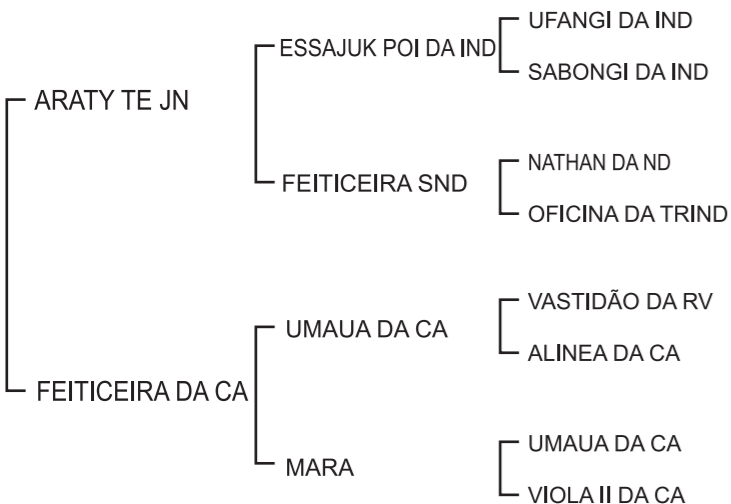 UFANGI DA IND
ESSAJUK POI DA IND
SABONGI DA IND
ARATY TE JN
NATHAN DA ND
FEITICEIRA SND
OFICINA DA TRIND
VASTIDÃO DA RV
UMAUA DA CA
ALINEA DA CA
FEITICEIRA DA CA
UMAUA DA CA
MARA
VIOLA II DA CA